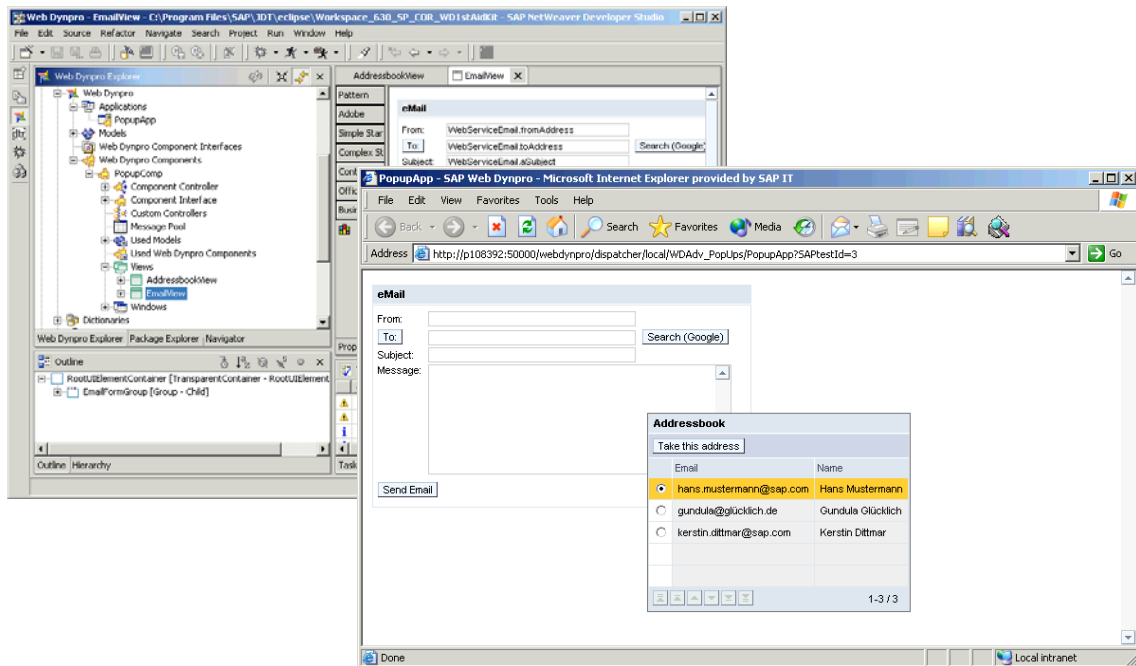 Web Dynpro - EmailView - C:\Program Files\SAP\JDT\eclipse\Workspace_630_SP_COR_WD1stAidKit - SAP NetWeaver Developer Studio
File Edit Source Refactor Navigate Search Project Run Window Help
Web Dynpro Explorer
Web Dynpro
Applications
PopupApp
Models
Web Dynpro Component Interfaces
Web Dynpro Components
PopupComp
Component Controller
Component Interface
Custom Controllers
Message Pool
Used Models
Used Web Dynpro Components
Views
AddressbookView
EmailView
Windows
Dictionaries
Web Dynpro Explorer Package Explorer Navigator
Outline
RootUIElementContainer [TransparentContainer - RootUIElement
EmailFormGroup [Group - Child]
Outline Hierarchy
AddressbookView EmailView
Pattern
Adobe
Simple Star
Complex St
Cont
Offic
Busir
Prop
Task
eMail
From: WebServiceEmail.fromAddress
To: WebServiceEmail.toAddress Search (Google)
Subject: WebServiceEmail.aSubject
PopupApp - SAP Web Dynpro - Microsoft Internet Explorer provided by SAP IT
File Edit View Favorites Tools Help
Back Search Favorites Media
Address http://p108392:50000/webdynpro/dispatcher/local/WDAdv_PopUps/PopupApp?SAPtestId=3 Go
eMail
From:
To: Search (Google)
Subject:
Message:
Send Email
Addressbook
Take this address
Email Name
hans.mustermann@sap.com Hans Mustermann
gundula@glücklich.de Gundula Glücklich
kerstin.dittmar@sap.com Kerstin Dittmar
1-3 / 3
Done Local intranet